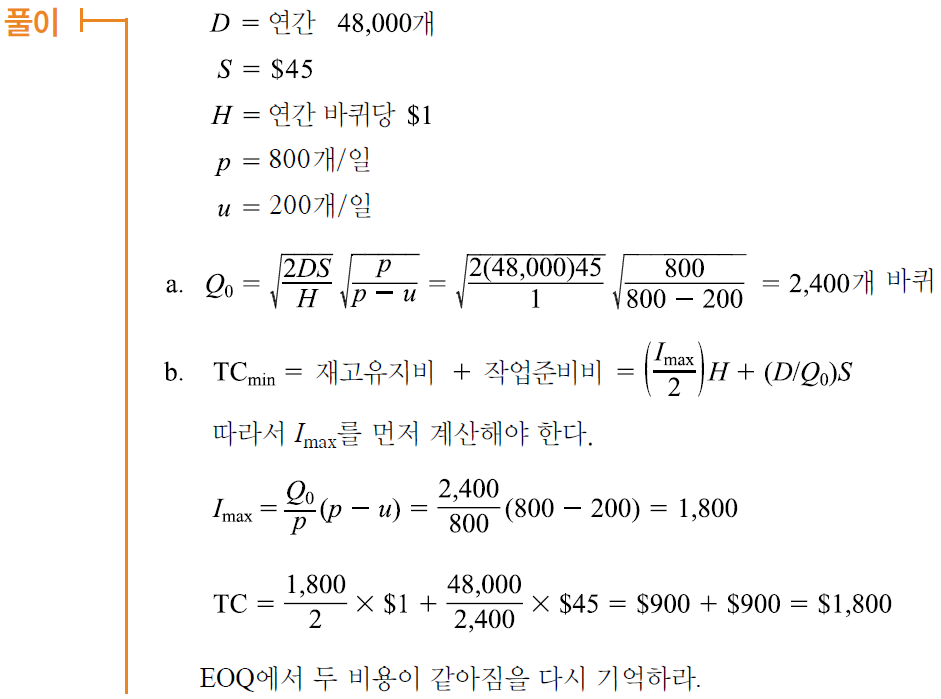 풀이
D = 연간 48,000개
S = $45
H = 연간 바퀴당 $1
p = 800개/일
u = 200개/일
a. Q₀ = √(2DS/H) √(p/(p − u)) = √(2(48,000)45/1) √(800/(800 − 200)) = 2,400개 바퀴
b. TCmin = 재고유지비 + 작업준비비 = (Imax/2)H + (D/Q₀)S
따라서 Imax를 먼저 계산해야 한다.
Imax = Q₀/p (p − u) = 2,400/800 (800 − 200) = 1,800
TC = 1,800/2 × $1 + 48,000/2,400 × $45 = $900 + $900 = $1,800
EOQ에서 두 비용이 같아짐을 다시 기억하라.